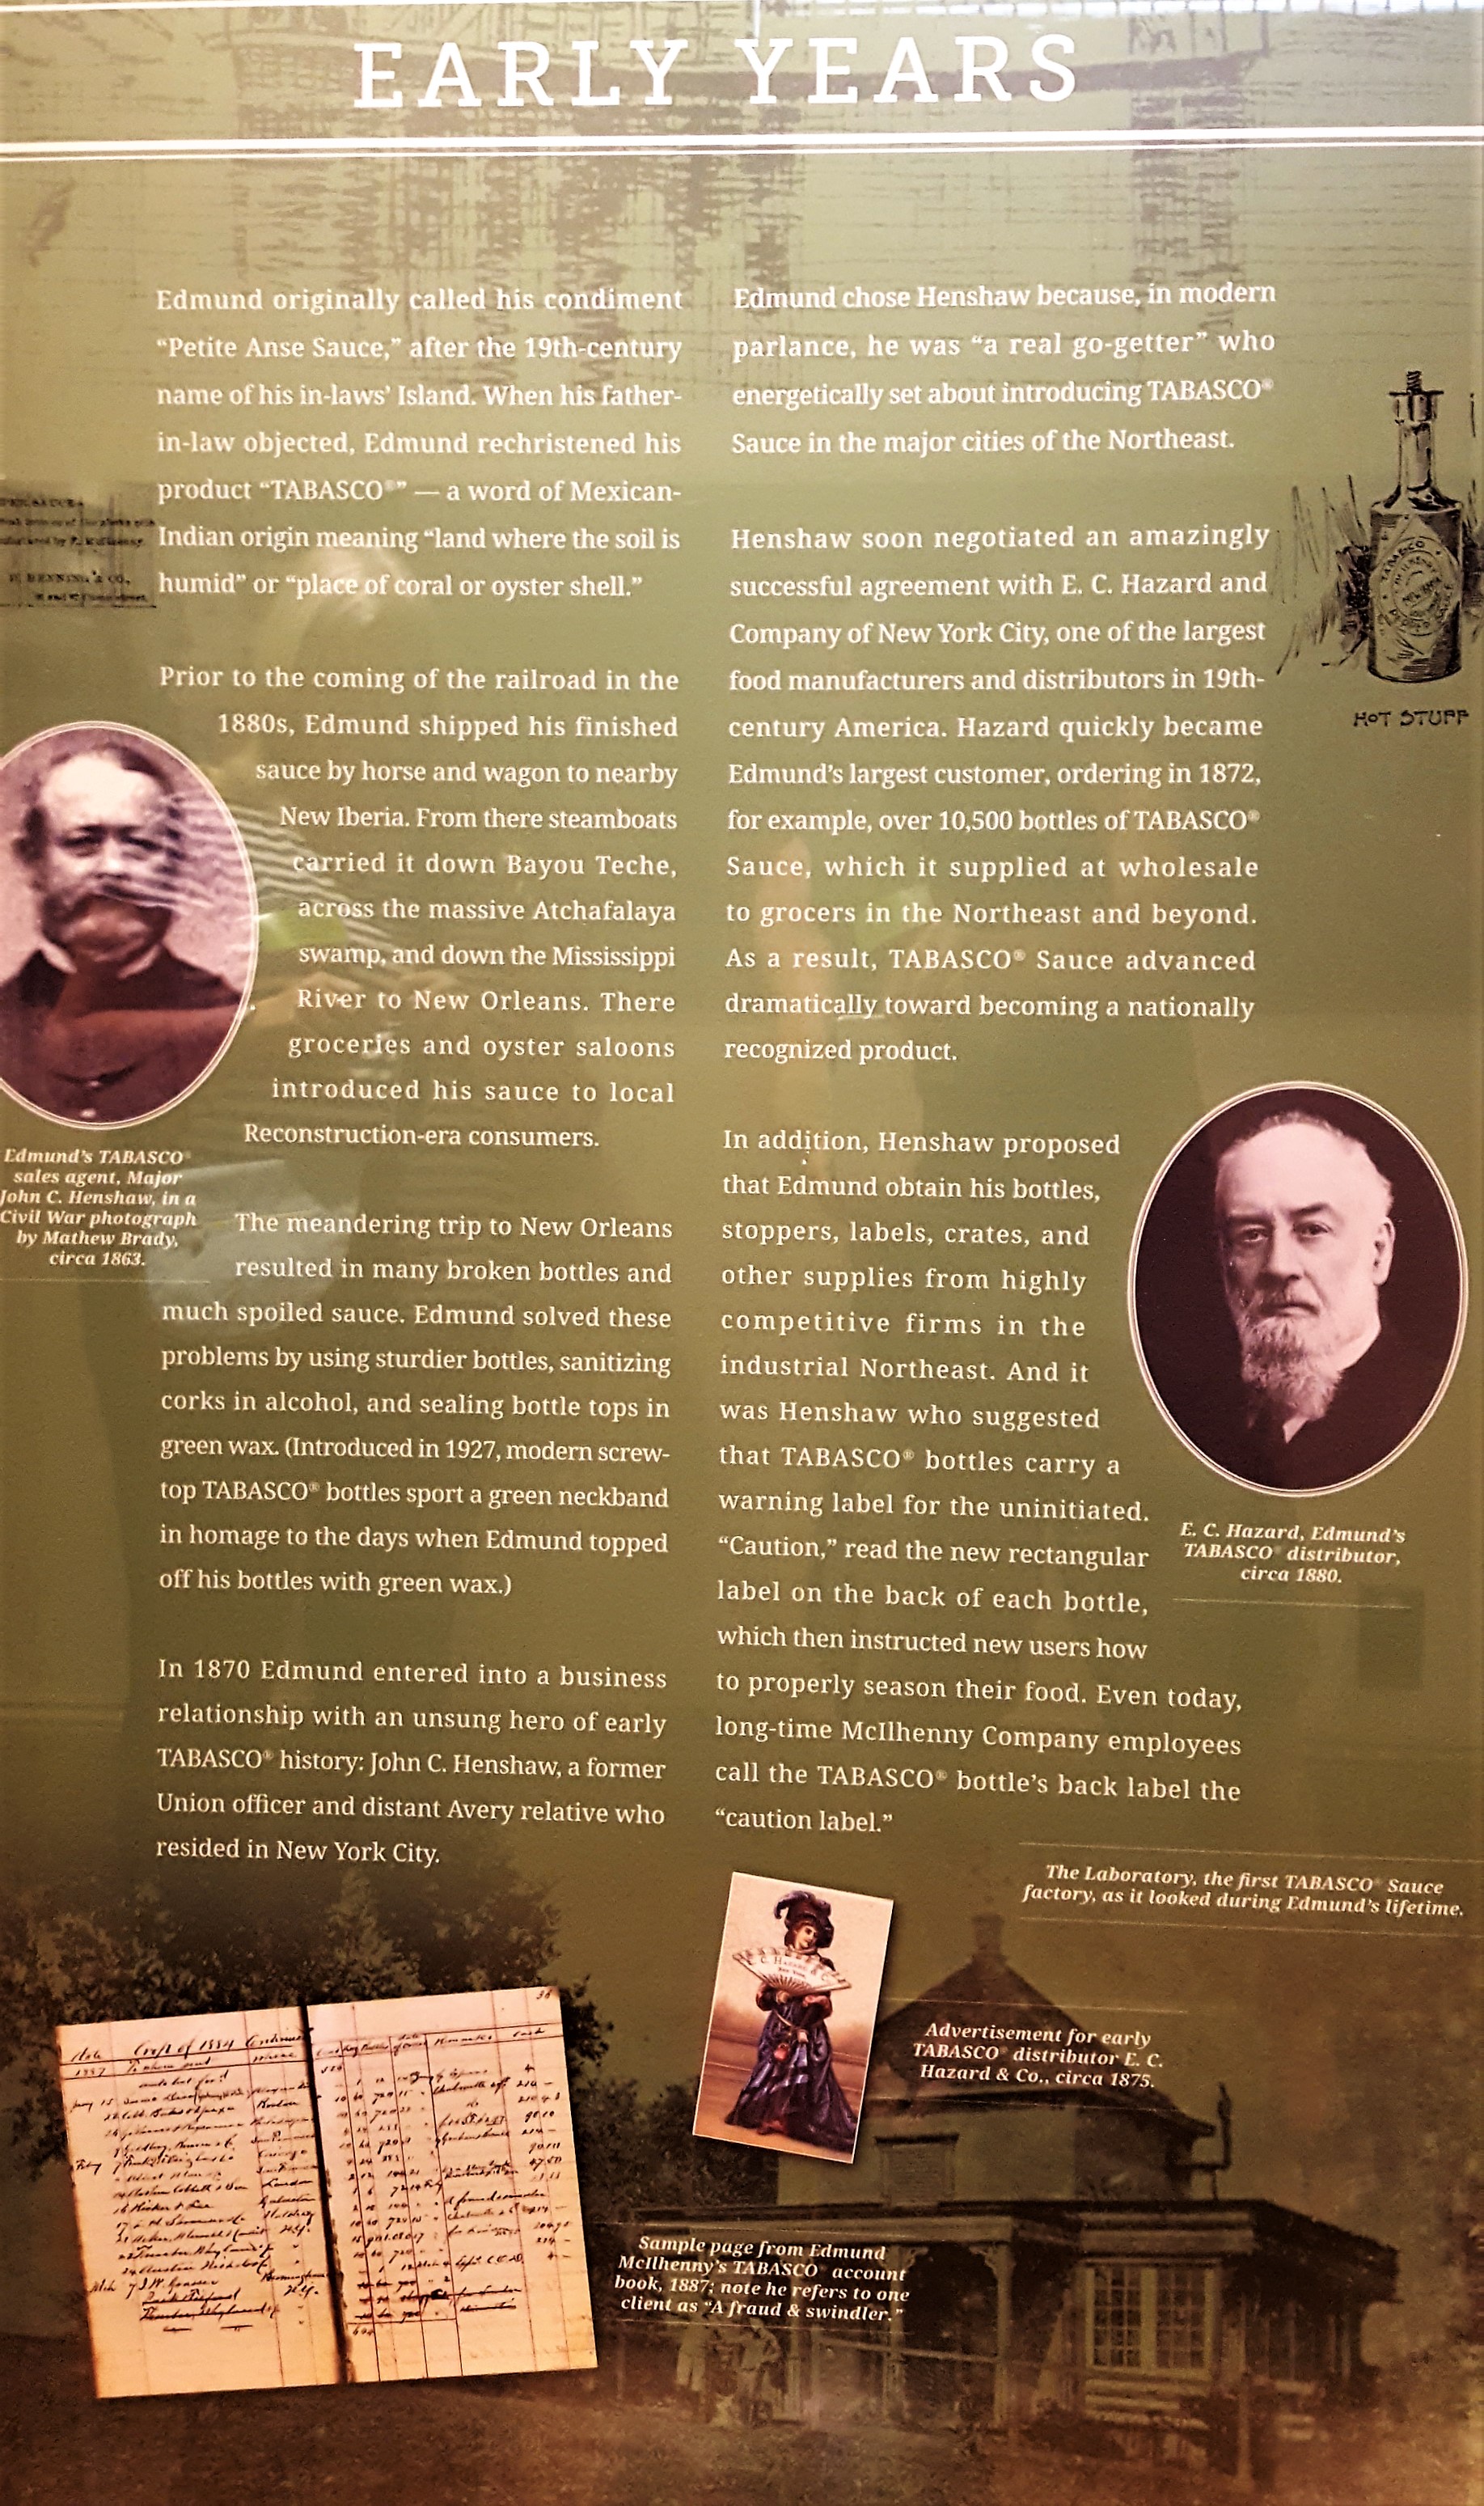 EARLY YEARS
Edmund originally called his condiment
“Petite Anse Sauce,” after the 19th-century
name of his in-laws’ Island. When his father-
in-law objected, Edmund rechristened his
product “TABASCO®” — a word of Mexican-
Indian origin meaning “land where the soil is
humid” or “place of coral or oyster shell.”
Prior to the coming of the railroad in the
1880s, Edmund shipped his finished
sauce by horse and wagon to nearby
New Iberia. From there steamboats
carried it down Bayou Teche,
across the massive Atchafalaya
swamp, and down the Mississippi
River to New Orleans. There
groceries and oyster saloons
introduced his sauce to local
Reconstruction-era consumers.
Edmund’s TABASCO®
sales agent, Major
John C. Henshaw, in a
Civil War photograph
by Mathew Brady,
circa 1863.
The meandering trip to New Orleans
resulted in many broken bottles and
much spoiled sauce. Edmund solved these
problems by using sturdier bottles, sanitizing
corks in alcohol, and sealing bottle tops in
green wax. (Introduced in 1927, modern screw-
top TABASCO® bottles sport a green neckband
in homage to the days when Edmund topped
off his bottles with green wax.)
In 1870 Edmund entered into a business
relationship with an unsung hero of early
TABASCO® history: John C. Henshaw, a former
Union officer and distant Avery relative who
resided in New York City.
Edmund chose Henshaw because, in modern
parlance, he was “a real go-getter” who
energetically set about introducing TABASCO®
Sauce in the major cities of the Northeast.
Henshaw soon negotiated an amazingly
successful agreement with E. C. Hazard and
Company of New York City, one of the largest
food manufacturers and distributors in 19th-
century America. Hazard quickly became
Edmund’s largest customer, ordering in 1872,
for example, over 10,500 bottles of TABASCO®
Sauce, which it supplied at wholesale
to grocers in the Northeast and beyond.
As a result, TABASCO® Sauce advanced
dramatically toward becoming a nationally
recognized product.
HOT STUFF
In addition, Henshaw proposed
that Edmund obtain his bottles,
stoppers, labels, crates, and
other supplies from highly
competitive firms in the
industrial Northeast. And it
was Henshaw who suggested
that TABASCO® bottles carry a
warning label for the uninitiated.
“Caution,” read the new rectangular
label on the back of each bottle,
which then instructed new users how
to properly season their food. Even today,
long-time McIlhenny Company employees
call the TABASCO® bottle’s back label the
“caution label.”
E. C. Hazard, Edmund’s
TABASCO® distributor,
circa 1880.
The Laboratory, the first TABASCO® Sauce
factory, as it looked during Edmund’s lifetime.
E. C. HAZARD & C
Advertisement for early
TABASCO® distributor E. C.
Hazard & Co., circa 1875.
Sample page from Edmund
McIlhenny’s TABASCO® account
book, 1887; note he refers to one
client as “A fraud & swindler.”